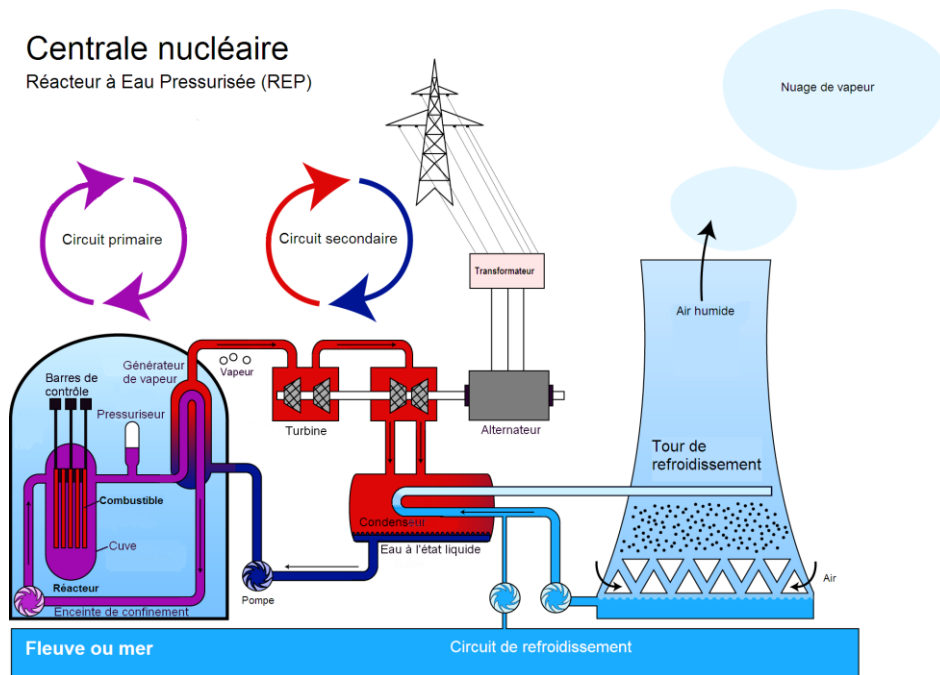 Centrale nucléaire
Réacteur à Eau Pressurisée (REP)
Nuage de vapeur
Circuit primaire
Circuit secondaire
Transformateur
Air humide
Générateur
de vapeur
Vapeur
Barres de
contrôle
Pressuriseur
Turbine
Alternateur
Tour de
refroidissement
Combustible
Cuve
Réacteur
Eau à l'état liquide
Air
Pompe
Enceinte de confinement
Fleuve ou mer
Circuit de refroidissement